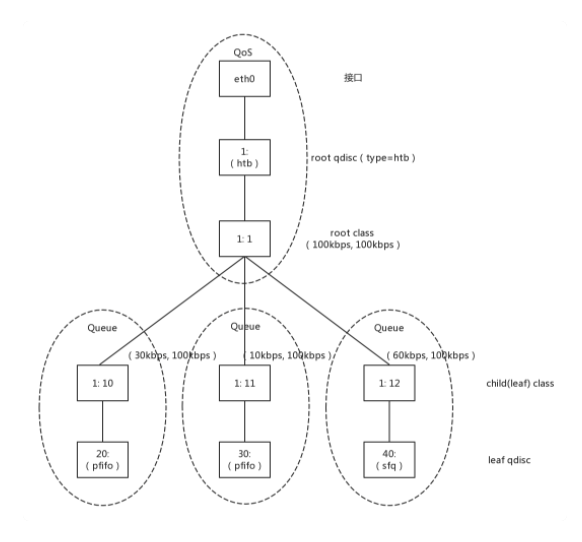 QoS
eth0
接口
1:
( htb )
root qdisc ( type=htb )
1: 1
root class
( 100kbps, 100kbps )
Queue
Queue
Queue
( 30kbps, 100kbps )
( 10kbps, 100kbps )
( 60kbps, 100kbps )
1: 10
1: 11
1: 12
child(leaf) class
20:
( pfifo )
30:
( pfifo )
40:
( sfq )
leaf qdisc